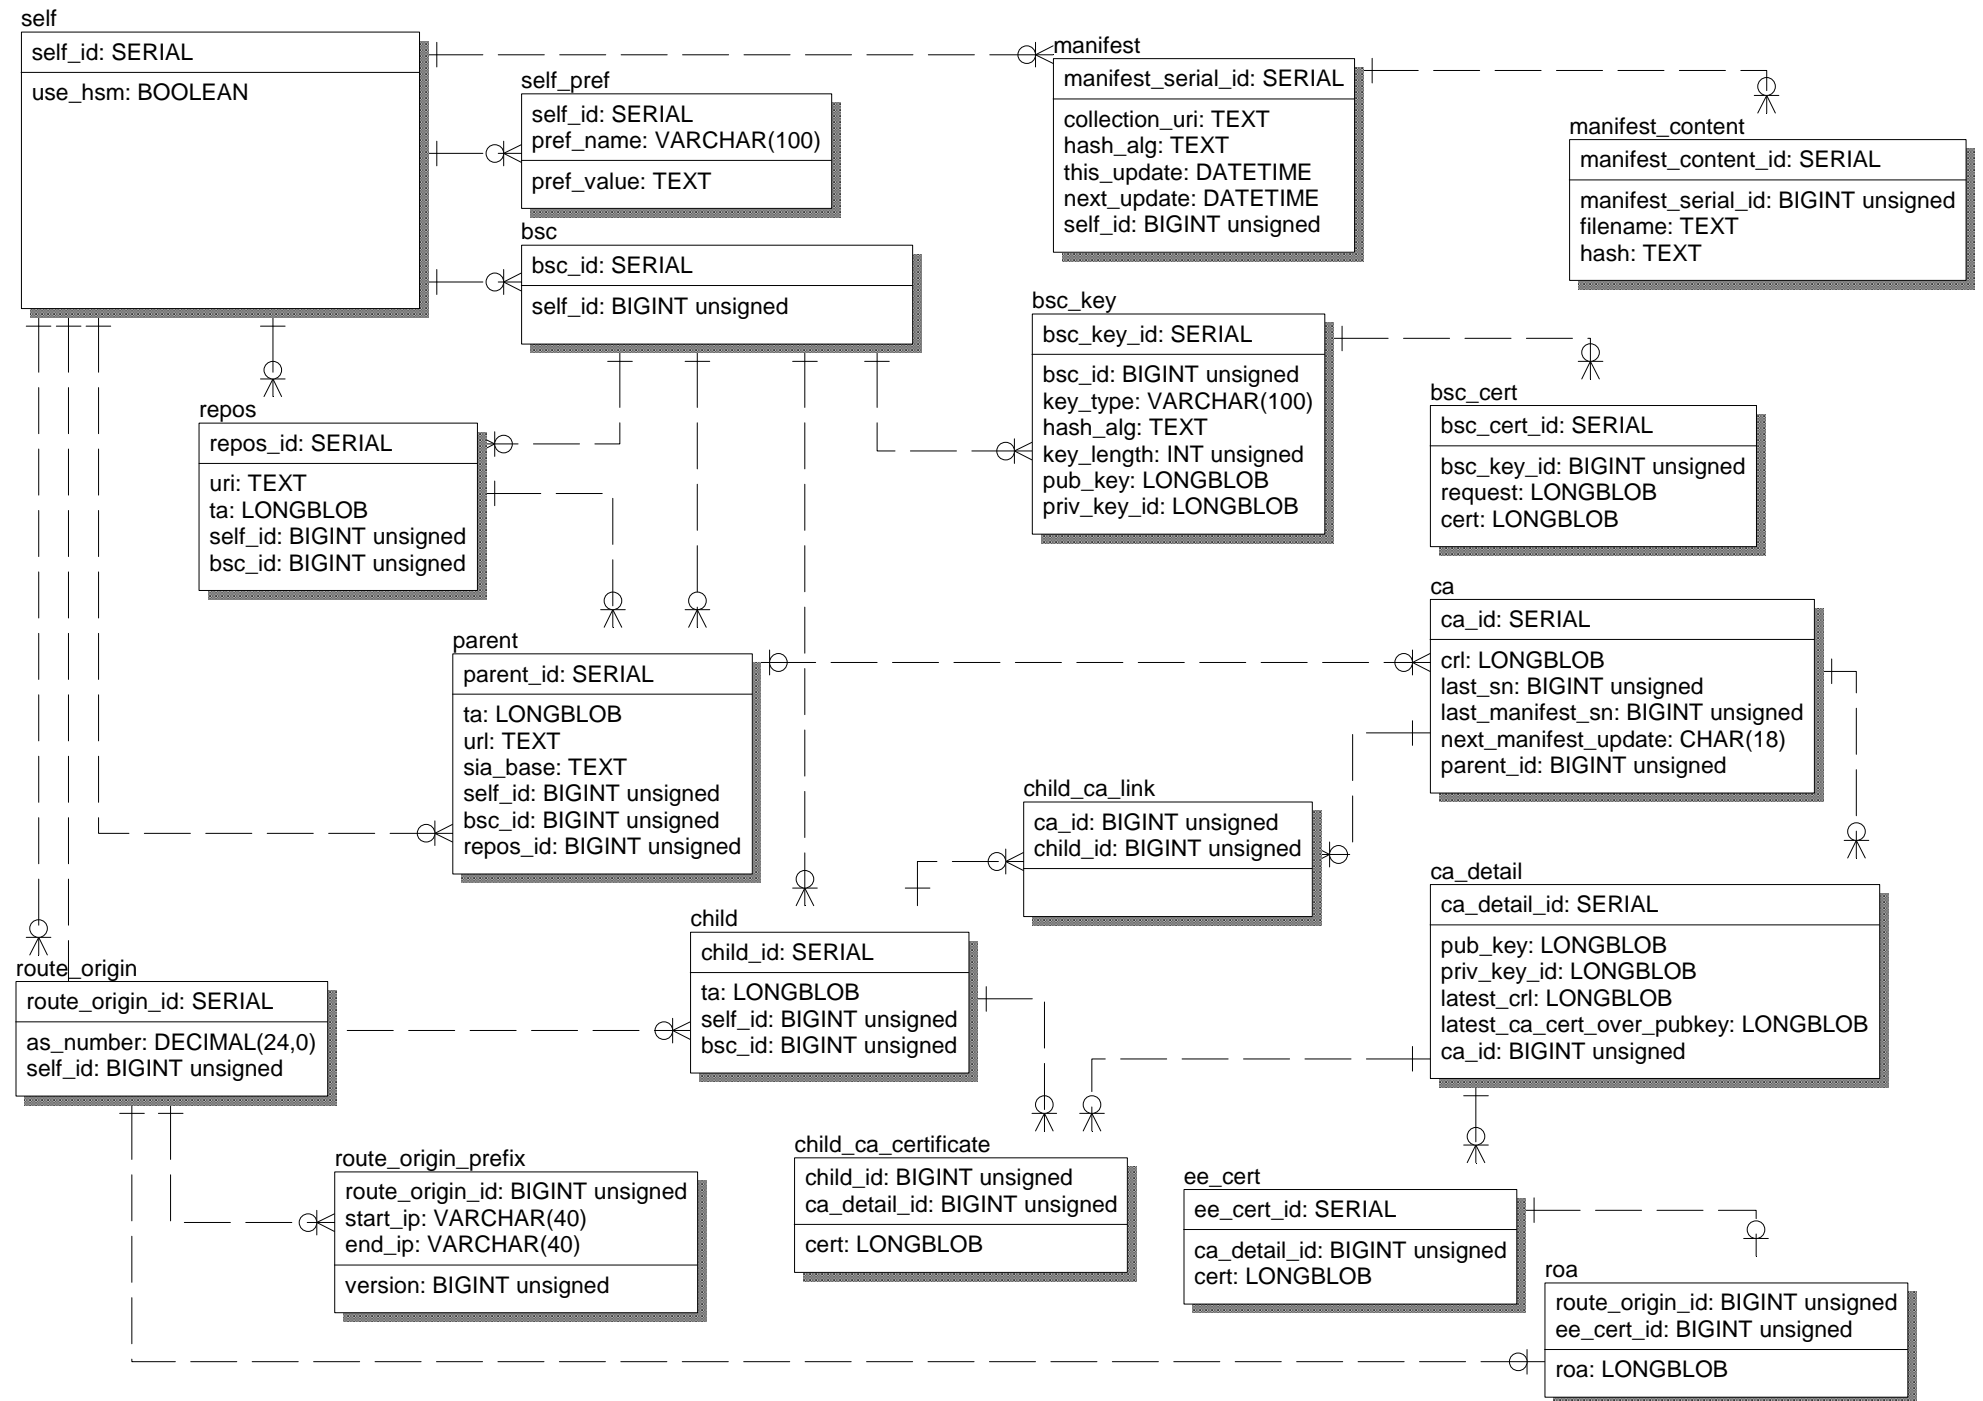 self
self_id: SERIAL
use_hsm: BOOLEAN
self_pref
self_id: SERIAL
pref_name: VARCHAR(100)
pref_value: TEXT
bsc
bsc_id: SERIAL
self_id: BIGINT unsigned
manifest
manifest_serial_id: SERIAL
collection_uri: TEXT
hash_alg: TEXT
this_update: DATETIME
next_update: DATETIME
self_id: BIGINT unsigned
manifest_content
manifest_content_id: SERIAL
manifest_serial_id: BIGINT unsigned
filename: TEXT
hash: TEXT
bsc_key
bsc_key_id: SERIAL
bsc_id: BIGINT unsigned
key_type: VARCHAR(100)
hash_alg: TEXT
key_length: INT unsigned
pub_key: LONGBLOB
priv_key_id: LONGBLOB
bsc_cert
bsc_cert_id: SERIAL
bsc_key_id: BIGINT unsigned
request: LONGBLOB
cert: LONGBLOB
repos
repos_id: SERIAL
uri: TEXT
ta: LONGBLOB
self_id: BIGINT unsigned
bsc_id: BIGINT unsigned
parent
parent_id: SERIAL
ta: LONGBLOB
url: TEXT
sia_base: TEXT
self_id: BIGINT unsigned
bsc_id: BIGINT unsigned
repos_id: BIGINT unsigned
ca
ca_id: SERIAL
crl: LONGBLOB
last_sn: BIGINT unsigned
last_manifest_sn: BIGINT unsigned
next_manifest_update: CHAR(18)
parent_id: BIGINT unsigned
child_ca_link
ca_id: BIGINT unsigned
child_id: BIGINT unsigned
ca_detail
ca_detail_id: SERIAL
pub_key: LONGBLOB
priv_key_id: LONGBLOB
latest_crl: LONGBLOB
latest_ca_cert_over_pubkey: LONGBLOB
ca_id: BIGINT unsigned
child
child_id: SERIAL
ta: LONGBLOB
self_id: BIGINT unsigned
bsc_id: BIGINT unsigned
route_origin
route_origin_id: SERIAL
as_number: DECIMAL(24,0)
self_id: BIGINT unsigned
route_origin_prefix
route_origin_id: BIGINT unsigned
start_ip: VARCHAR(40)
end_ip: VARCHAR(40)
version: BIGINT unsigned
child_ca_certificate
child_id: BIGINT unsigned
ca_detail_id: BIGINT unsigned
cert: LONGBLOB
ee_cert
ee_cert_id: SERIAL
ca_detail_id: BIGINT unsigned
cert: LONGBLOB
roa
route_origin_id: BIGINT unsigned
ee_cert_id: BIGINT unsigned
roa: LONGBLOB